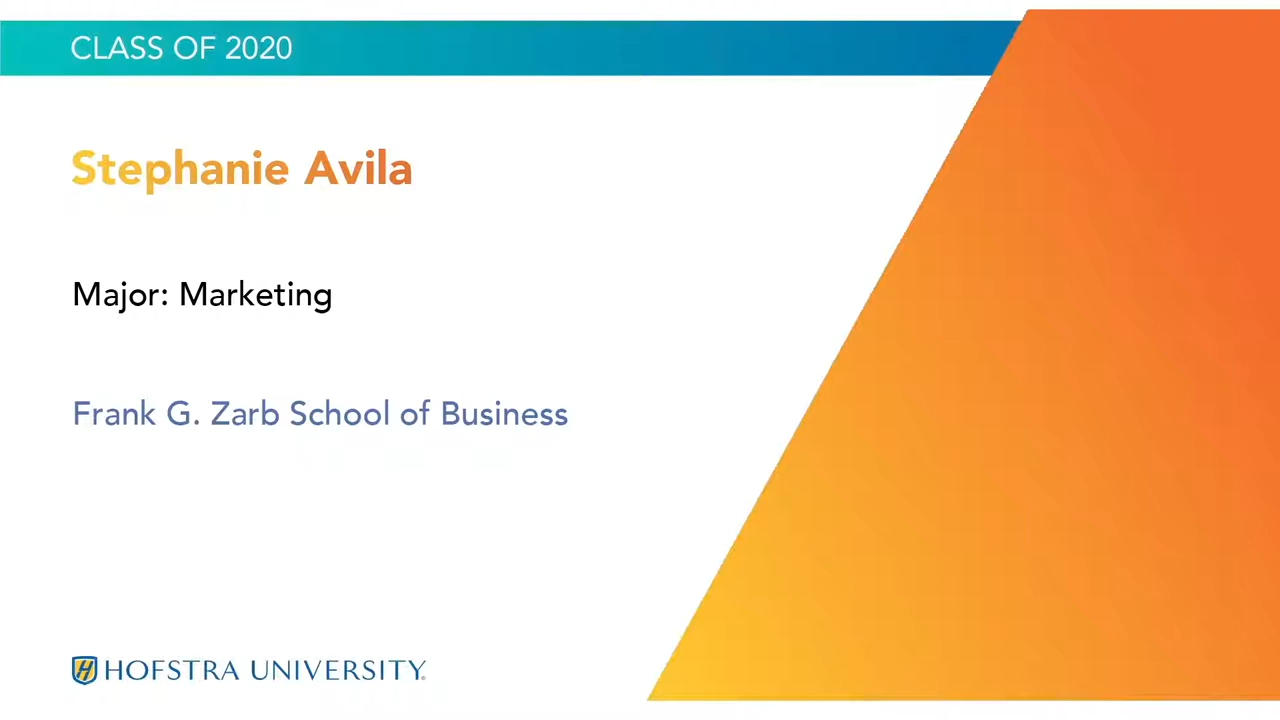 CLASS OF 2020
Stephanie Avila
Major: Marketing
Frank G. Zarb School of Business
H HOFSTRA UNIVERSITY®